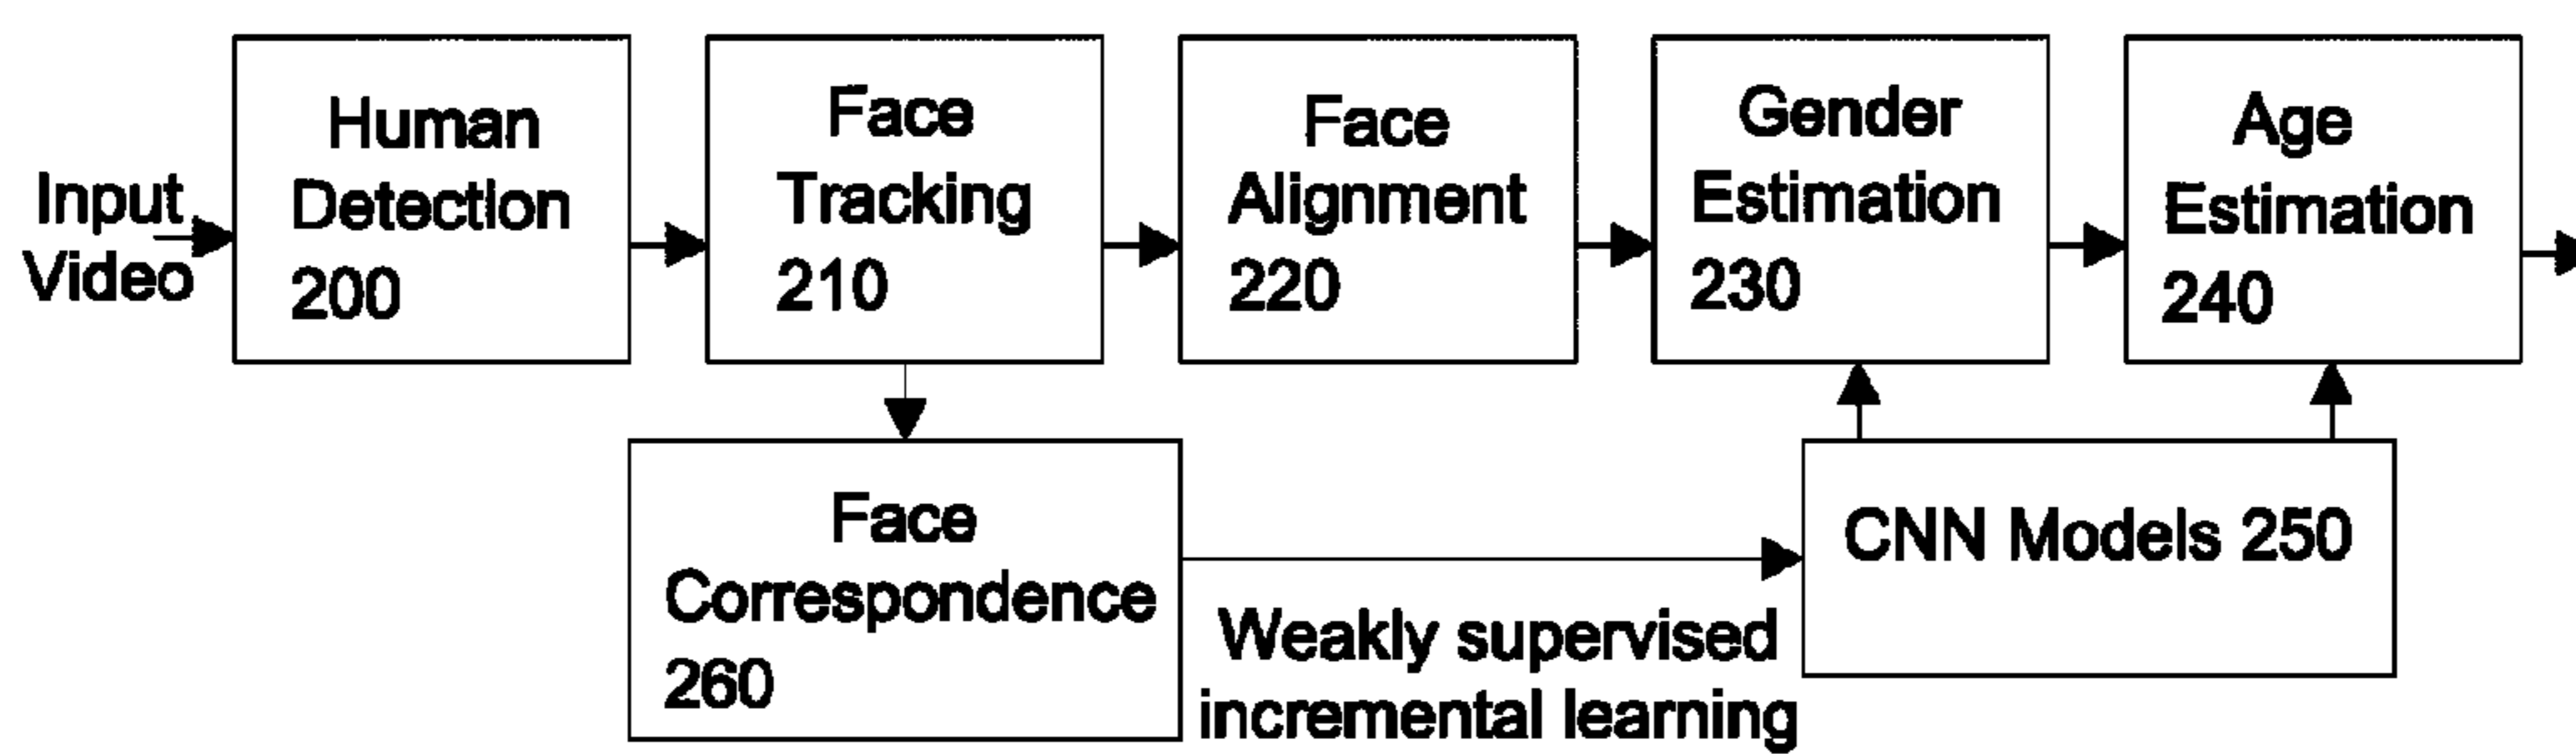 Input
Video
Human
Detection
200
Face
Tracking
210
Face
Alignment
220
Gender
Estimation
230
Age
Estimation
240
Face
Correspondence
260
Weakly supervised
incremental learning
CNN Models 250